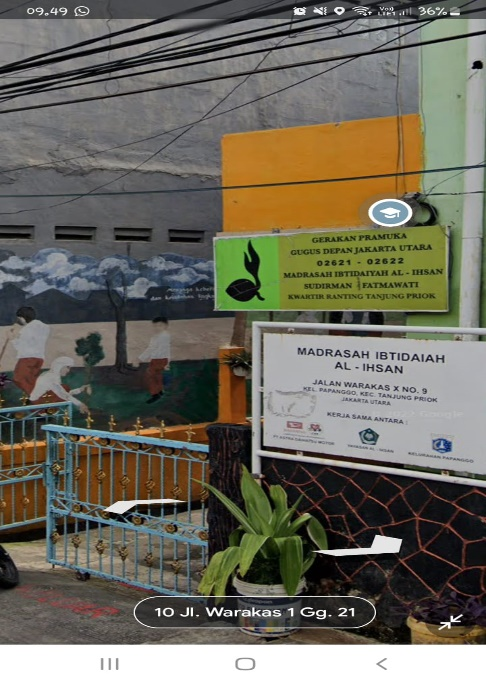 09.49
36%
GERAKAN PRAMUKA
GUGUS DEPAN JAKARTA UTARA
02621 - 02622
MADRASAH IBTIDAIYAH AL - IHSAN
SUDIRMAN FATMAWATI
KWARTIR RANTING TANJUNG PRIOK
MADRASAH IBTIDAIAH
AL - IHSAN
JALAN WARAKAS X NO. 9
KEL. PAPANGGO, KEC. TANJUNG PRIOK
JAKARTA UTARA
KERJA SAMA ANTARA :
KELURAHAN PAPANGGO
10 Jl. Warakas 1 Gg. 21